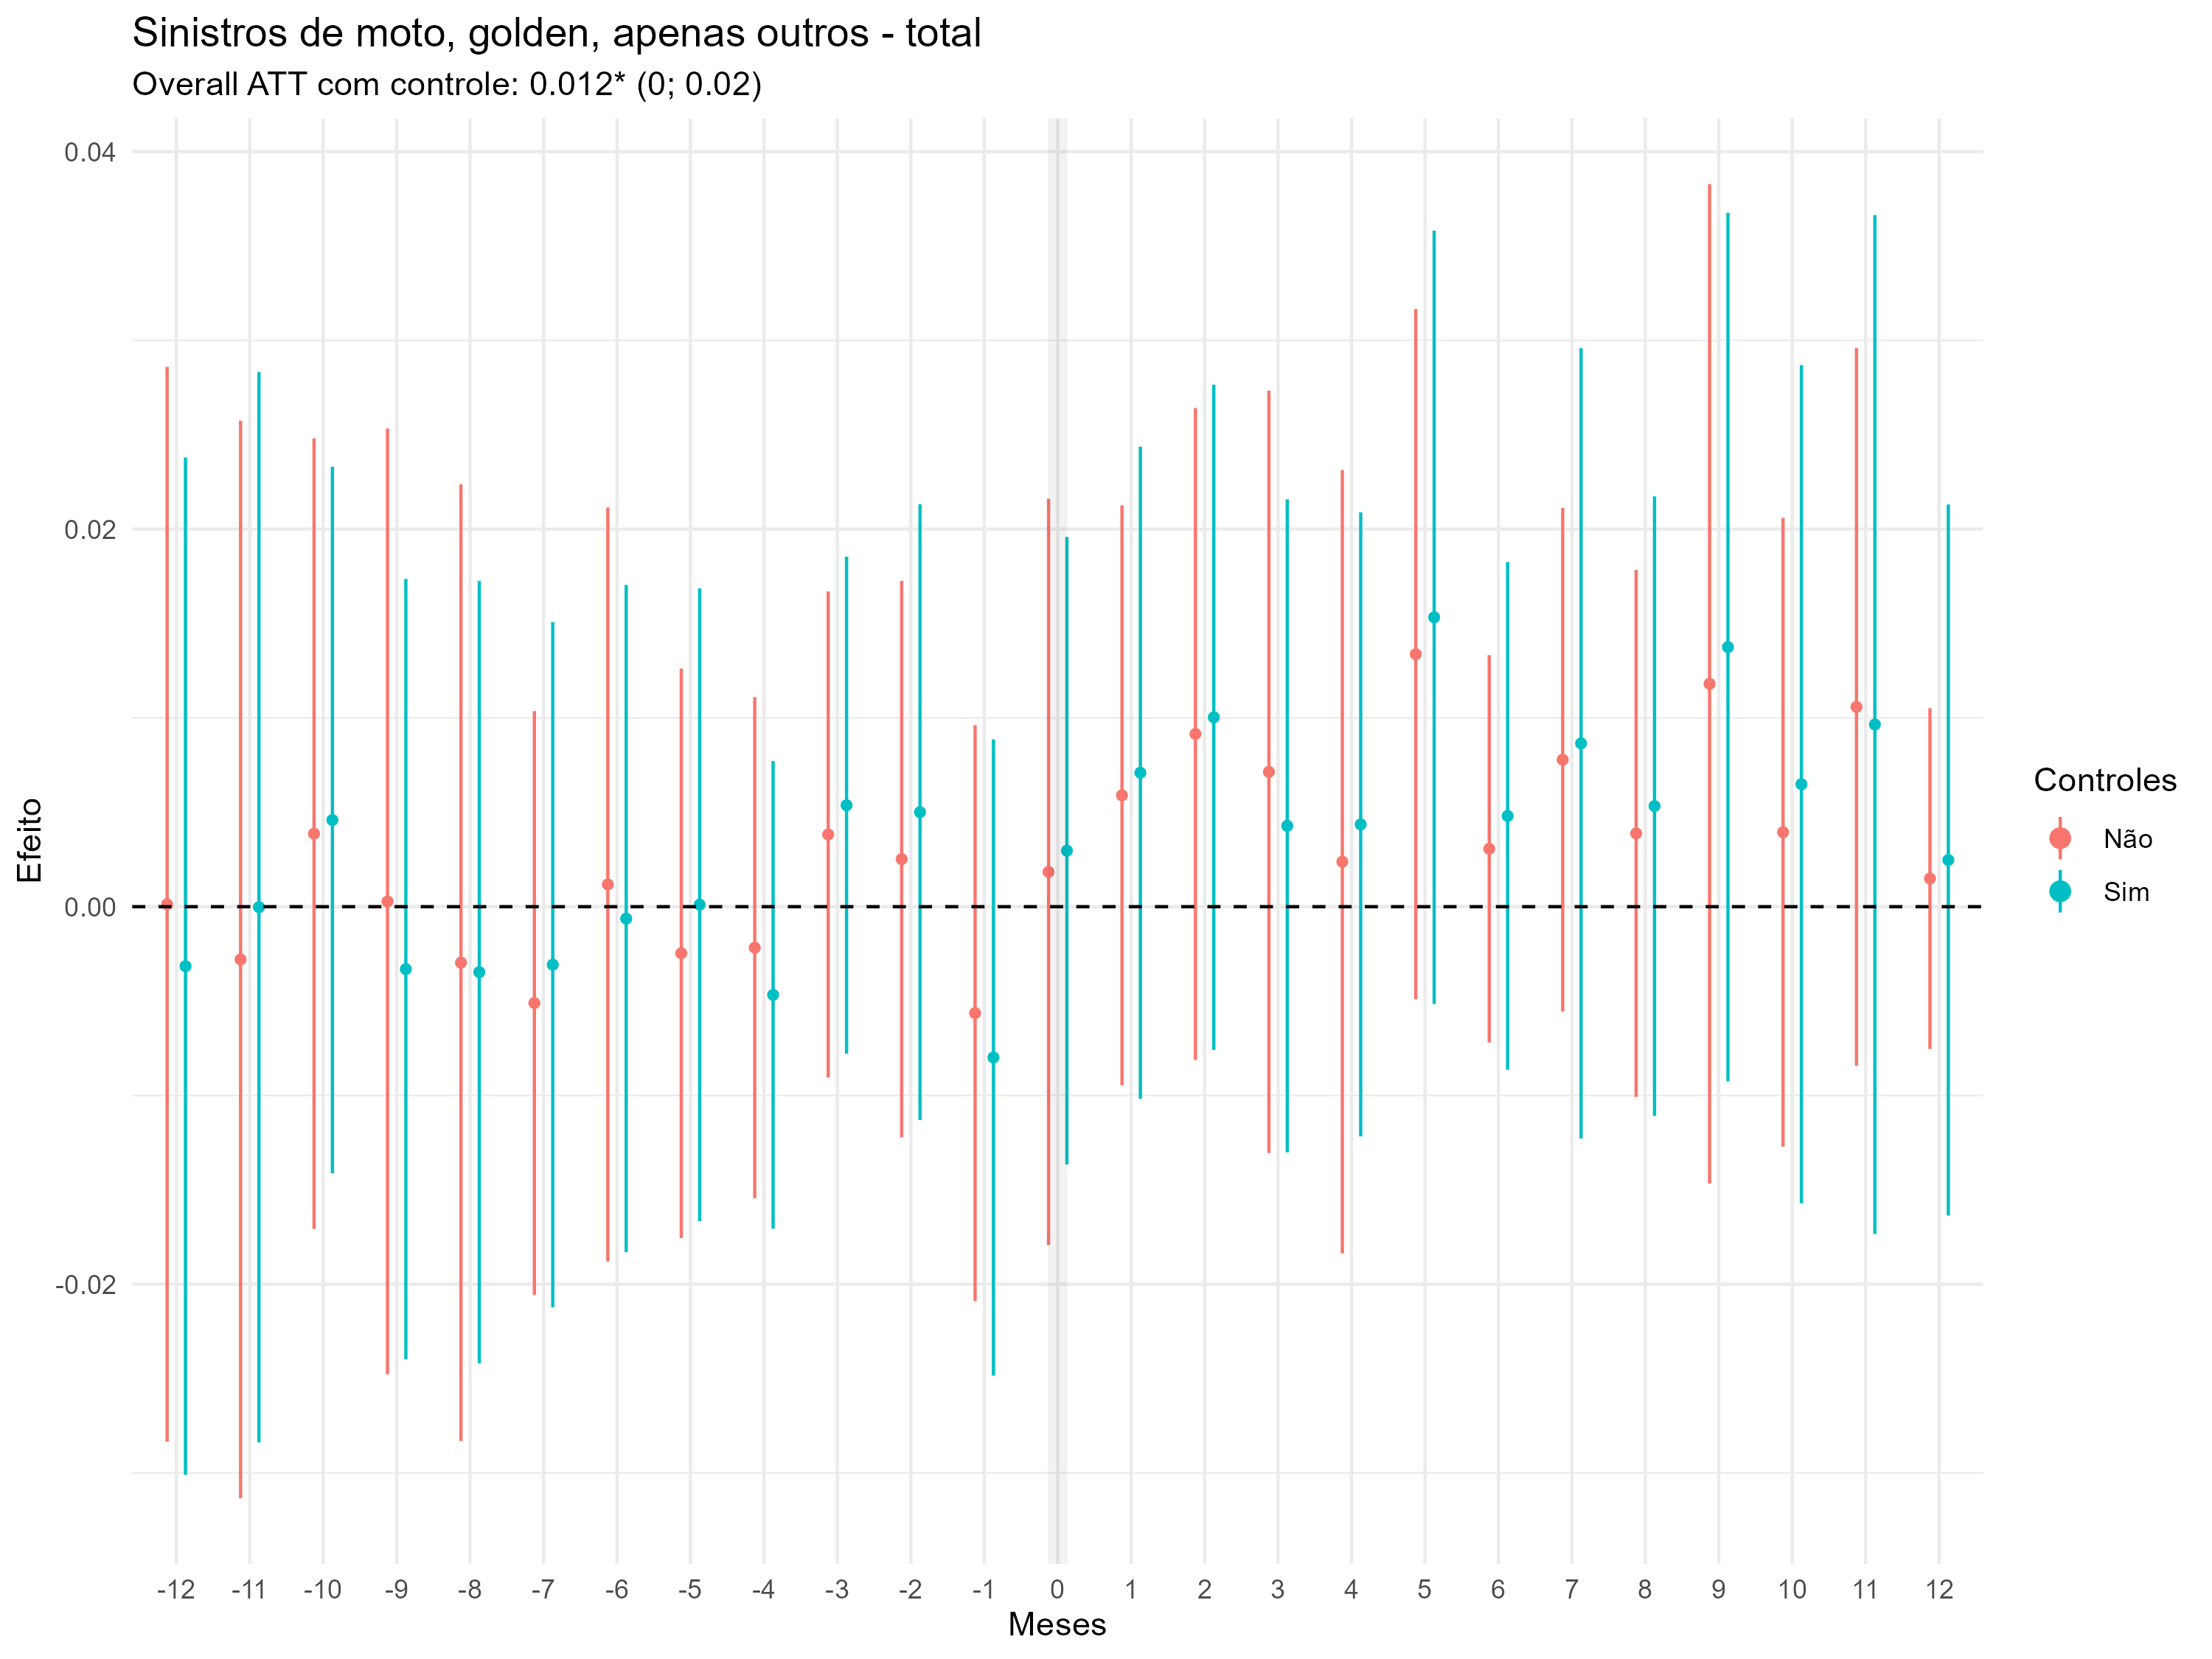 Sinistros de moto, golden, apenas outros - total
Overall ATT com controle: 0.012* (0; 0.02)
0.04
0.02
0.00
-0.02
Efeito
-12 -11 -10 -9 -8 -7 -6 -5 -4 -3 -2 -1 0 1 2 3 4 5 6 7 8 9 10 11 12
Meses
Controles
Não
Sim